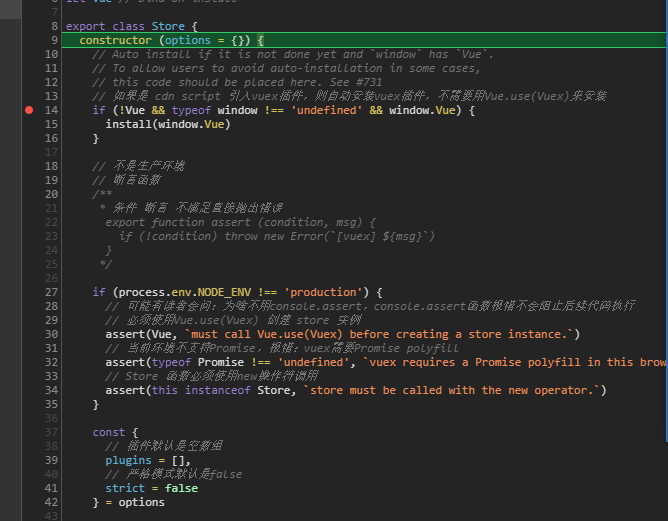 let Vue // bind on install
7
8 export class Store {
9 constructor (options = {}) {
10 // Auto install if it is not done yet and `window` has `Vue`.
11 // To allow users to avoid auto-installation in some cases,
12 // this code should be placed here. See #731
13 // 如果是 cdn script 引入vuex插件，则自动安装vuex插件，不需要用Vue.use(Vuex)来安装
14 if (!Vue && typeof window !== 'undefined' && window.Vue) {
15 install(window.Vue)
16 }
17
18 // 不是生产环境
19 // 断言函数
20 /**
21 * 条件 断言 不满足直接抛出错误
22 export function assert (condition, msg) {
23 if (!condition) throw new Error(`[vuex] ${msg}`)
24 }
25 */
26
27 if (process.env.NODE_ENV !== 'production') {
28 // 可能有读者会问：为啥不用console.assert，console.assert函数报错不会阻止后续代码执行
29 // 必须使用Vue.use(Vuex) 创建 store 实例
30 assert(Vue, `must call Vue.use(Vuex) before creating a store instance.`)
31 // 当前环境不支持Promise，报错：vuex需要Promise polyfill
32 assert(typeof Promise !== 'undefined', `vuex requires a Promise polyfill in this brow
33 // Store 函数必须使用new操作符调用
34 assert(this instanceof Store, `store must be called with the new operator.`)
35 }
36
37 const {
38 // 插件默认是空数组
39 plugins = [],
40 // 严格模式默认是false
41 strict = false
42 } = options
43